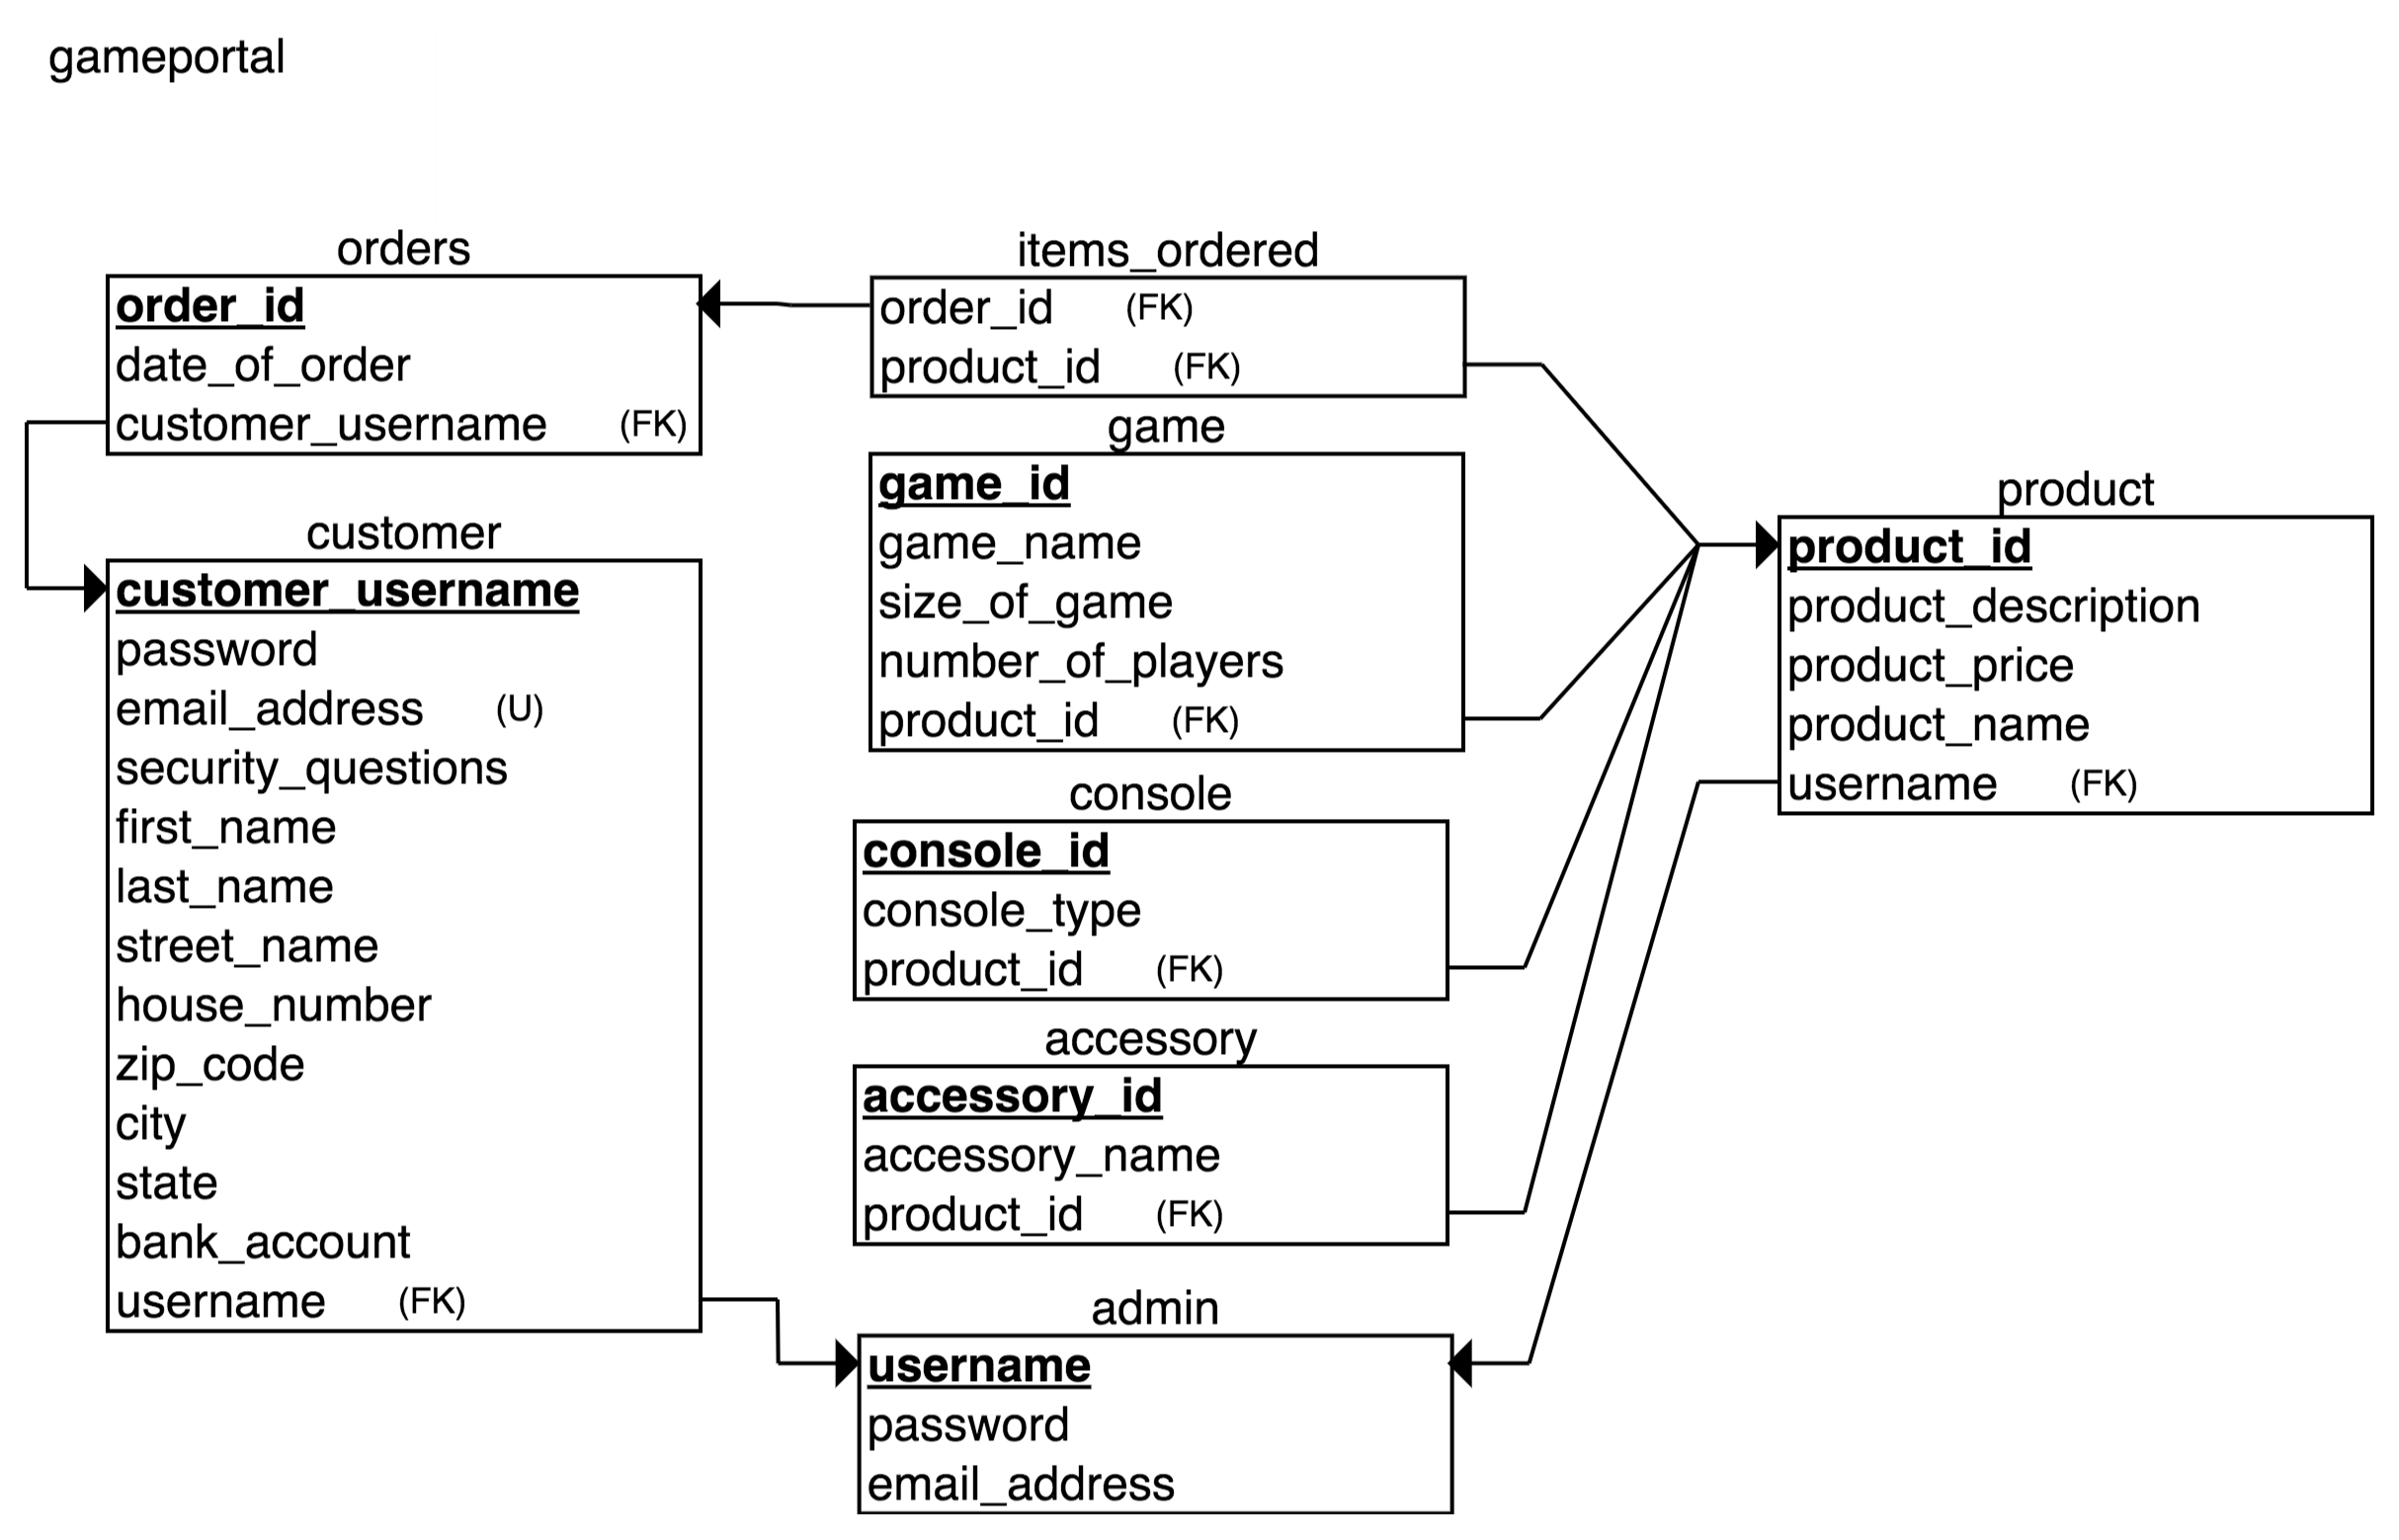 gameportal
orders
order_id
date_of_order
customer_username (FK)
customer
customer_username
password
email_address (U)
security_questions
first_name
last_name
street_name
house_number
zip_code
city
state
bank_account
username (FK)
items_ordered
order_id (FK)
product_id (FK)
game
game_id
game_name
size_of_game
number_of_players
product_id (FK)
console
console_id
console_type
product_id (FK)
accessory
accessory_id
accessory_name
product_id (FK)
admin
username
password
email_address
product
product_id
product_description
product_price
product_name
username (FK)